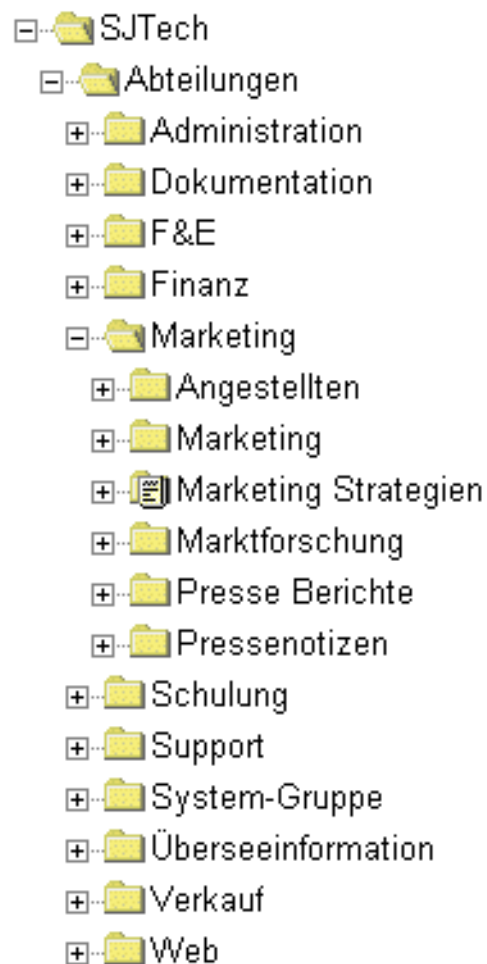 SJTech
Abteilungen
Administration
Dokumentation
F&E
Finanz
Marketing
Angestellten
Marketing
Marketing Strategien
Marktforschung
Presse Berichte
Pressenotizen
Schulung
Support
System-Gruppe
Überseeinformation
Verkauf
Web